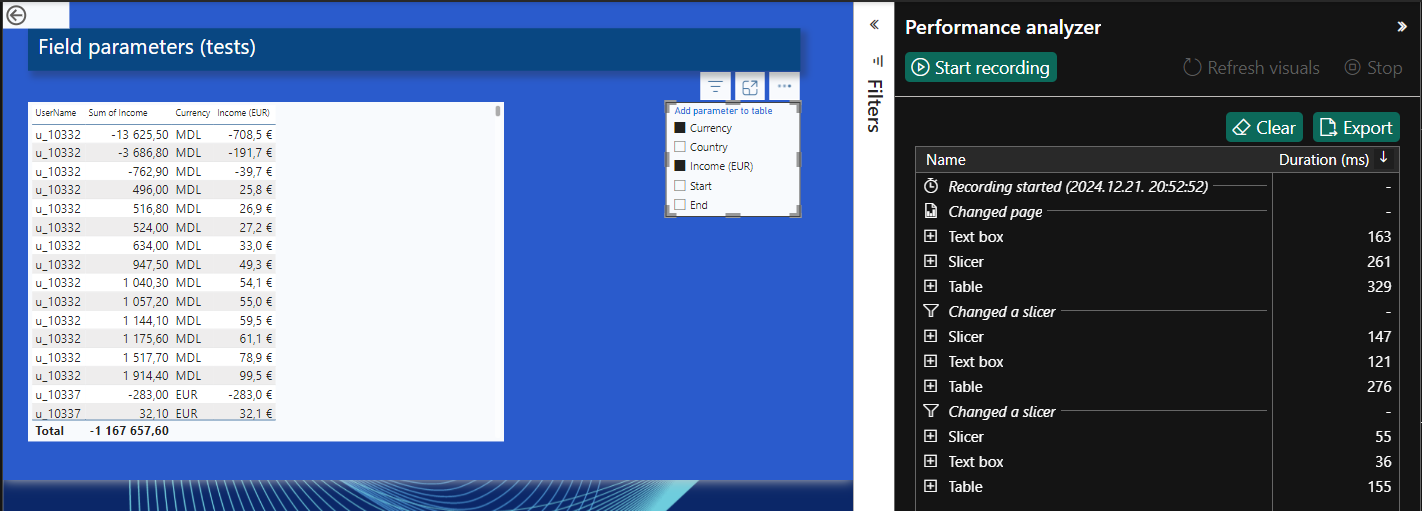 Field parameters (tests)
UserName Sum of Income Currency Income (EUR)
u_10332 -13 625,50 MDL -708,5 €
u_10332 -3 686,80 MDL -191,7 €
u_10332 -762,90 MDL -39,7 €
u_10332 496,00 MDL 25,8 €
u_10332 516,80 MDL 26,9 €
u_10332 524,00 MDL 27,2 €
u_10332 634,00 MDL 33,0 €
u_10332 947,50 MDL 49,3 €
u_10332 1 040,30 MDL 54,1 €
u_10332 1 057,20 MDL 55,0 €
u_10332 1 144,10 MDL 59,5 €
u_10332 1 175,60 MDL 61,1 €
u_10332 1 517,70 MDL 78,9 €
u_10332 1 914,40 MDL 99,5 €
u_10337 -283,00 EUR -283,0 €
u_10337 32,10 EUR 32,1 €
Total -1 167 657,60
Add parameter to table
Currency
Country
Income (EUR)
Start
End
Filters
Performance analyzer
Start recording Refresh visuals Stop
Clear Export
Name Duration (ms)
Recording started (2024.12.21. 20:52:52) -
Changed page -
Text box 163
Slicer 261
Table 329
Changed a slicer -
Slicer 147
Text box 121
Table 276
Changed a slicer -
Slicer 55
Text box 36
Table 155